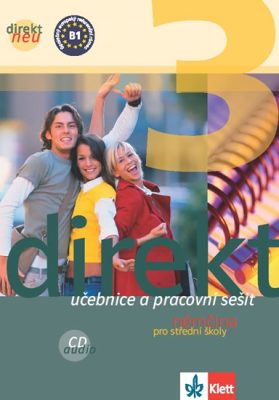 direkt
neu
B1
3
direkt
učebnice a pracovní sešit
němčina
pro střední školy
CD
audio
Klett